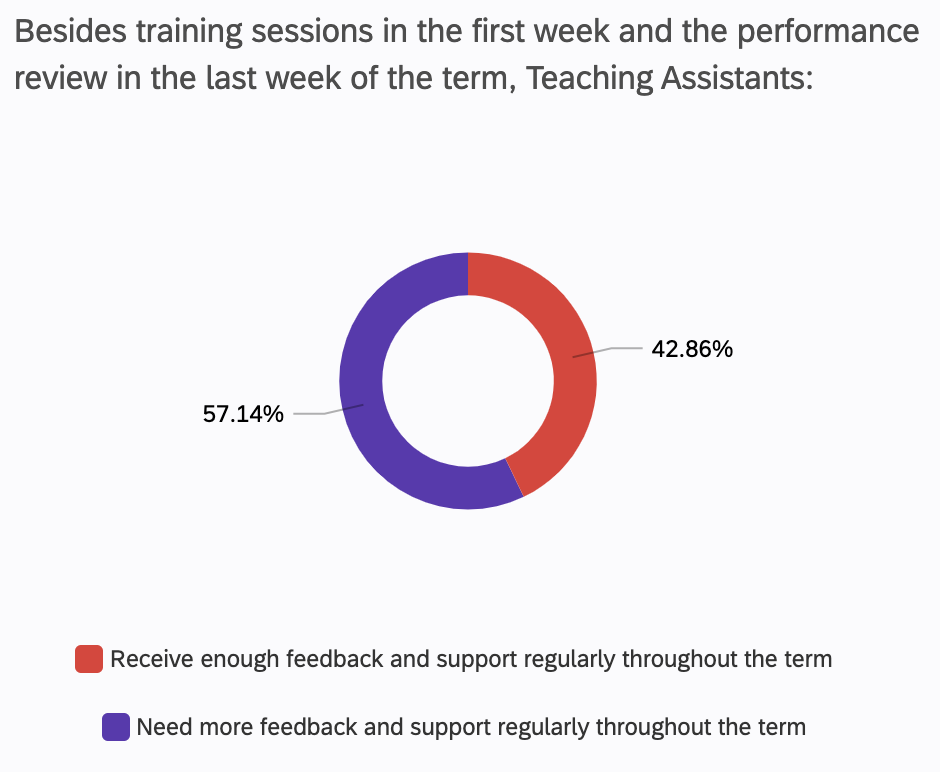 Besides training sessions in the first week and the performance
review in the last week of the term, Teaching Assistants:
42.86%
57.14%
Receive enough feedback and support regularly throughout the term
Need more feedback and support regularly throughout the term